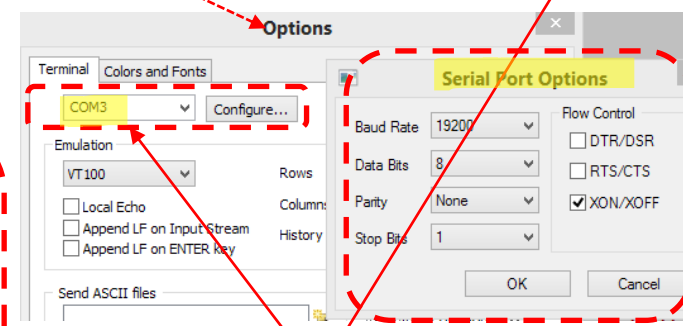 Options
Terminal Colors and Fonts
COM3 Configure...
Emulation
VT100 Rows
Local Echo Column
Append LF on Input Stream History
Append LF on ENTER key
Send ASCII files
Serial Port Options
Baud Rate 19200
Data Bits 8
Parity None
Stop Bits 1
Flow Control
DTR/DSR
RTS/CTS
XON/XOFF
OK Cancel